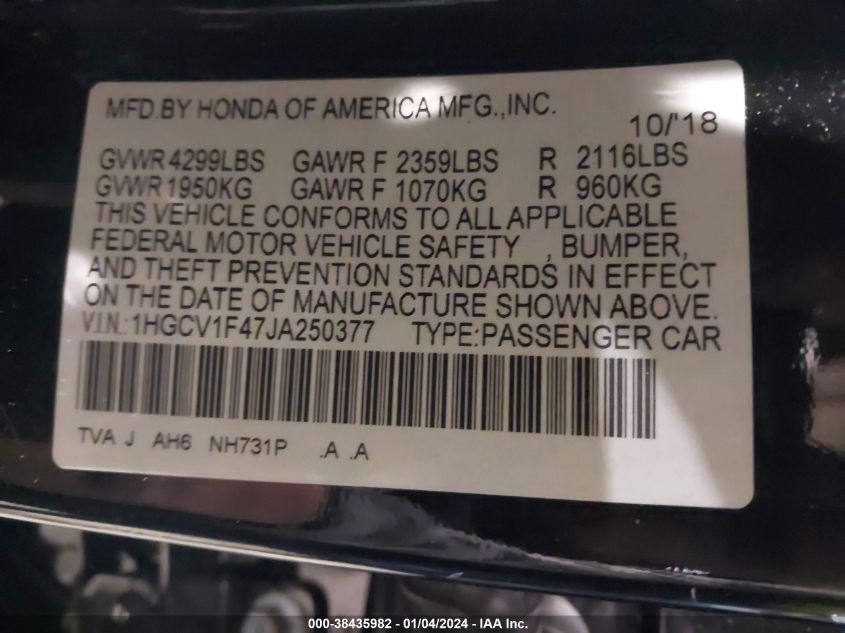 MFD.BY HONDA OF AMERICA MFG.,INC.
10/'18
GVWR 4299LBS GAWR F 2359LBS R 2116LBS
GVWR 1950KG GAWR F 1070KG R 960KG
THIS VEHICLE CONFORMS TO ALL APPLICABLE
FEDERAL MOTOR VEHICLE SAFETY , BUMPER,
AND THEFT PREVENTION STANDARDS IN EFFECT
ON THE DATE OF MANUFACTURE SHOWN ABOVE.
V.I.N.:1HGCV1F47JA250377 TYPE:PASSENGER CAR
TVA J AH6 NH731P .A .A
000-38435982 - 01/04/2024 - IAA Inc.